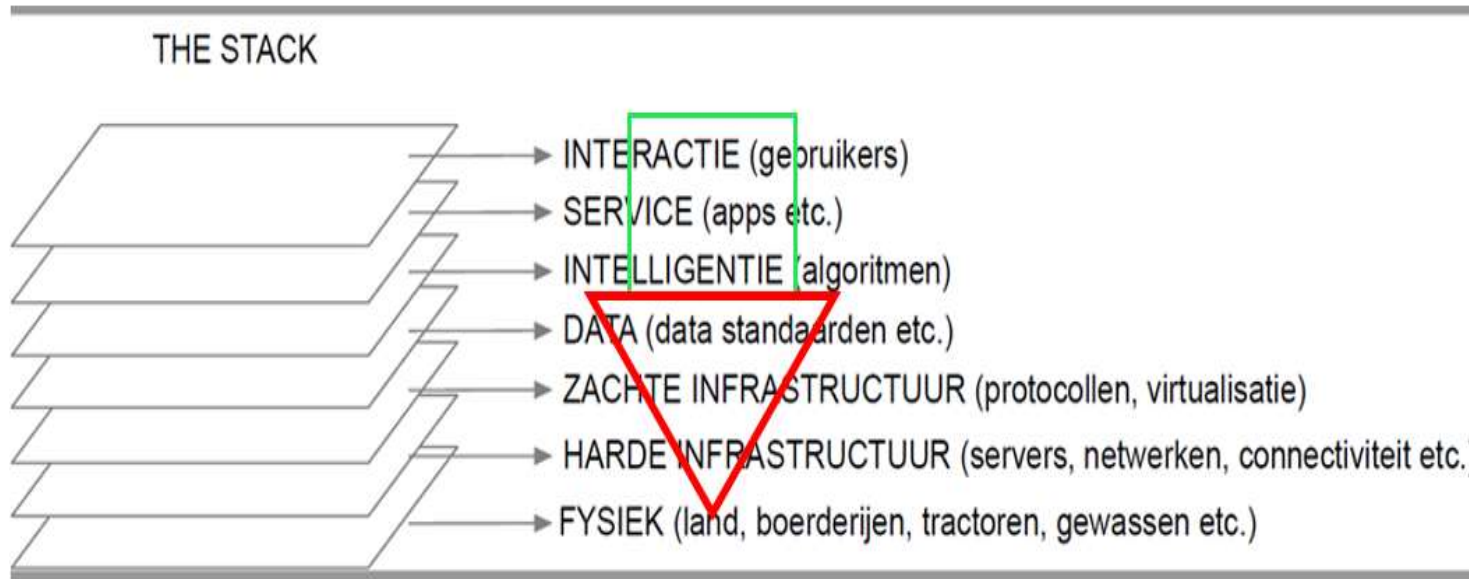 THE STACK
INTERACTIE (gebruikers)
SERVICE (apps etc.)
INTELLIGENTIE (algoritmen)
DATA (data standaarden etc.)
ZACHTE INFRASTRUCTUUR (protocollen, virtualisatie)
HARDE INFRASTRUCTUUR (servers, netwerken, connectiviteit etc.)
FYSIEK (land, boerderijen, tractoren, gewassen etc.)